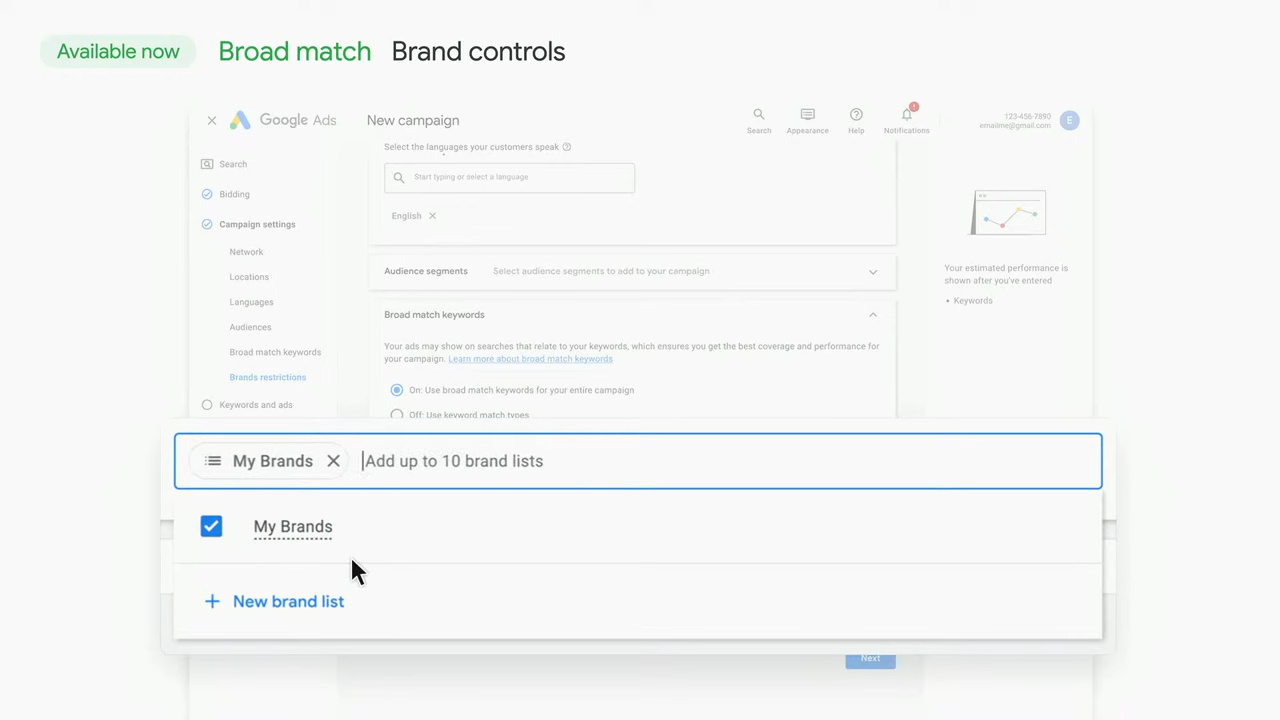 Available now Broad match Brand controls
Google Ads New campaign
Search Appearance Help Notifications
123-456-7890
emailme@gmail.com
E
Search
Bidding
Campaign settings
Network
Locations
Languages
Audiences
Broad match keywords
Brands restrictions
Keywords and ads
Select the languages your customers speak
Start typing or select a language
English
Audience segments Select audience segments to add to your campaign
Broad match keywords
Your ads may show on searches that relate to your keywords, which ensures you get the best coverage and performance for
your campaign. Learn more about broad match keywords
On: Use broad match keywords for your entire campaign
Off: Use keyword match types
Your estimated performance is
shown after you've entered
• Keywords
My Brands Add up to 10 brand lists
My Brands
+ New brand list
Next